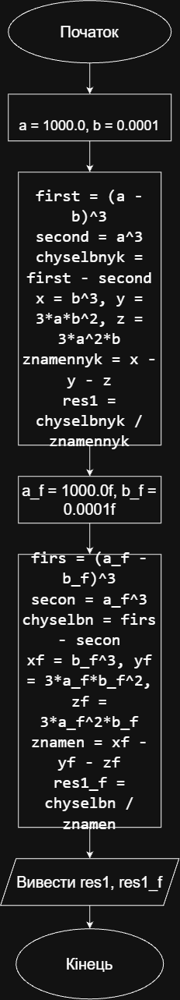 Початок
a = 1000.0, b = 0.0001
first = (a -
b)^3
second = a^3
chyselbnyk =
first - second
x = b^3, y =
3*a*b^2, z =
3*a^2*b
znamennyk = x -
y - z
res1 =
chyselbnyk /
znamennyk
a_f = 1000.0f, b_f =
0.0001f
firs = (a_f -
b_f)^3
secon = a_f^3
chyselbn = firs
- secon
xf = b_f^3, yf
= 3*a_f*b_f^2,
zf =
3*a_f^2*b_f
znamen = xf -
yf - zf
res1_f =
chyselbn /
znamen
Вивести res1, res1_f
Кінець